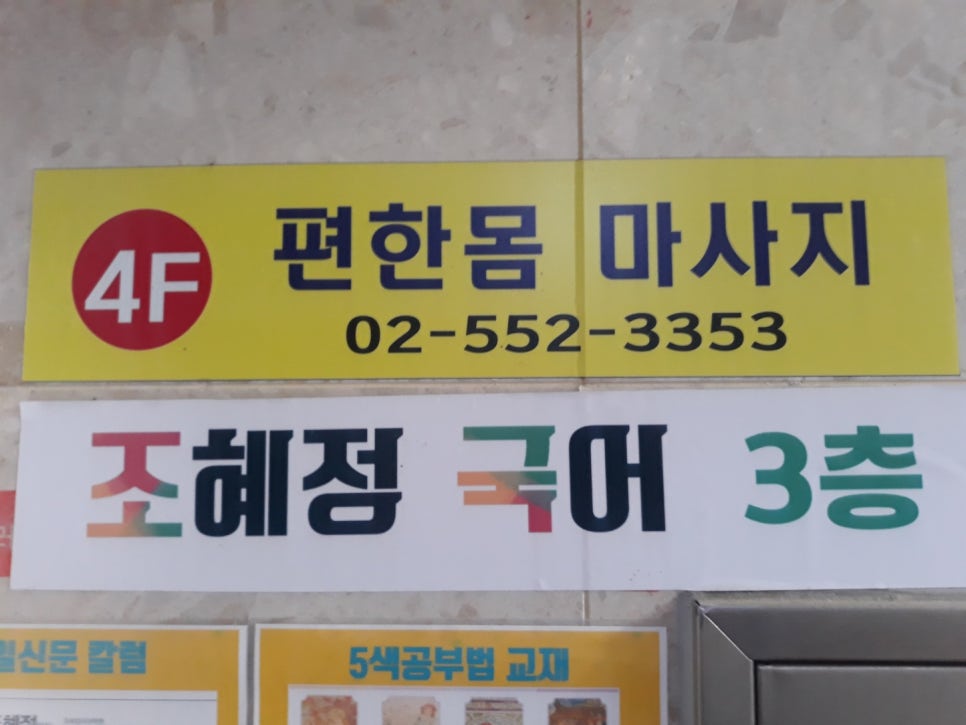 4F 편한몸 마사지
02-552-3353
조혜정 국어 3층
일신문 칼럼
5색공부법 교재